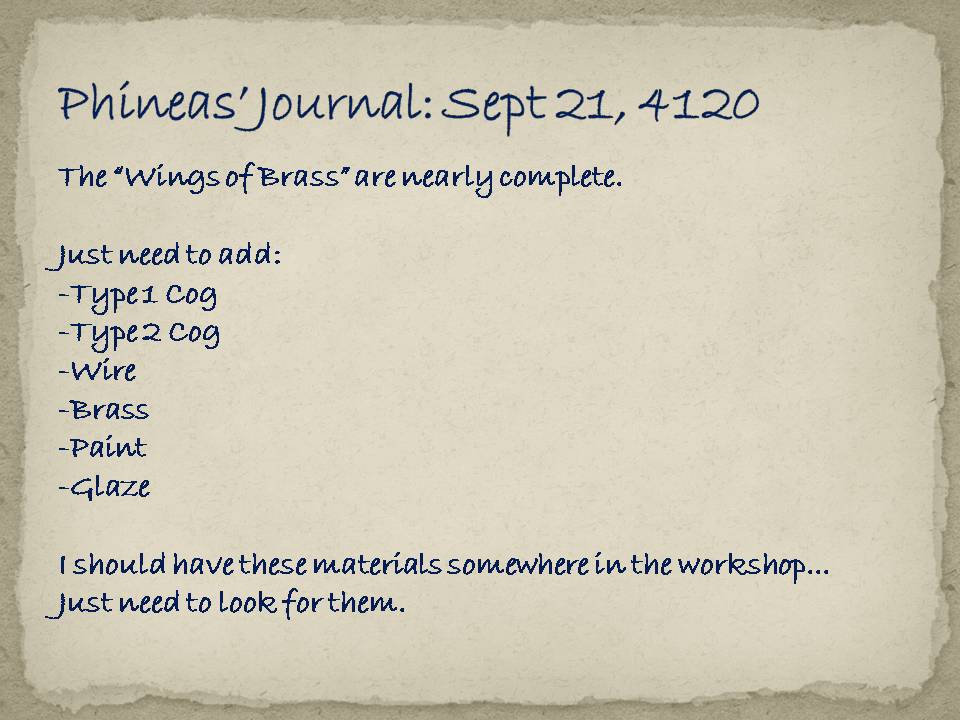 Phineas' Journal: Sept 21, 4120
The "Wings of Brass" are nearly complete.
Just need to add:
-Type 1 Cog
-Type 2 Cog
-Wire
-Brass
-Paint
-Glaze
I should have these materials somewhere in the workshop...
Just need to look for them.